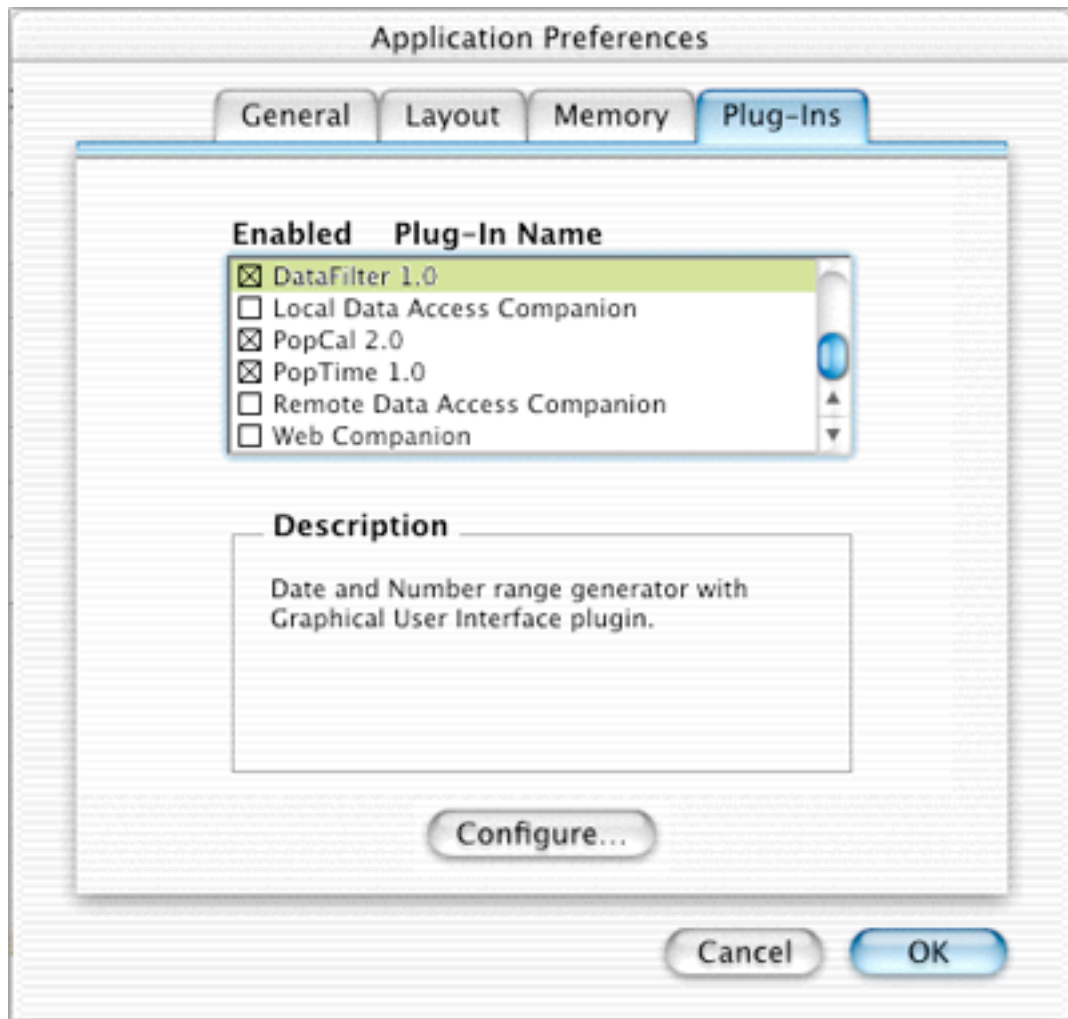 Application Preferences
General Layout Memory Plug-Ins
Enabled Plug-In Name
DataFilter 1.0
Local Data Access Companion
PopCal 2.0
PopTime 1.0
Remote Data Access Companion
Web Companion
Description
Date and Number range generator with
Graphical User Interface plugin.
Configure...
Cancel OK